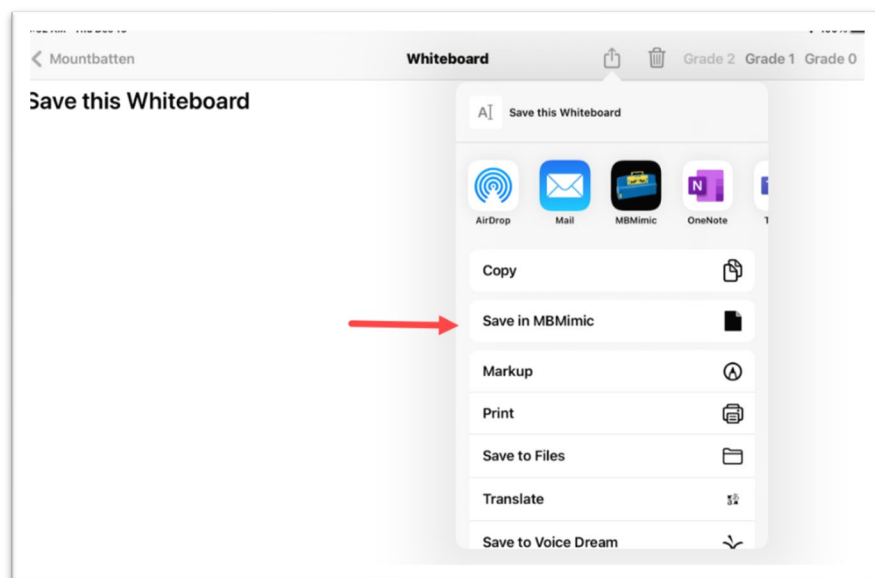 Mountbatten Whiteboard Grade 2 Grade 1 Grade 0
Save this Whiteboard
A Save this Whiteboard
AirDrop Mail MBMimic OneNote
Copy
Save in MBMimic
Markup
Print
Save to Files
Translate
Save to Voice Dream